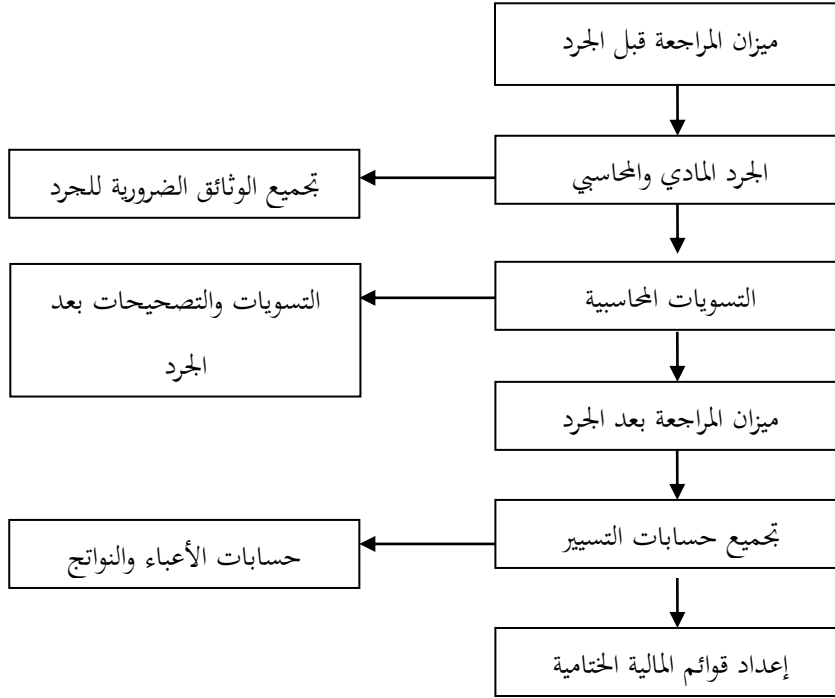 ميزان المراجعة قبل الجرد
الجرد المادي والمحاسبي
تجميع الوثائق الضرورية للجرد
التسويات المحاسبية
التسويات والتصحيحات بعد
الجرد
ميزان المراجعة بعد الجرد
تجميع حسابات التسيير
حسابات الأعباء والنواتج
إعداد قوائم المالية الختامية